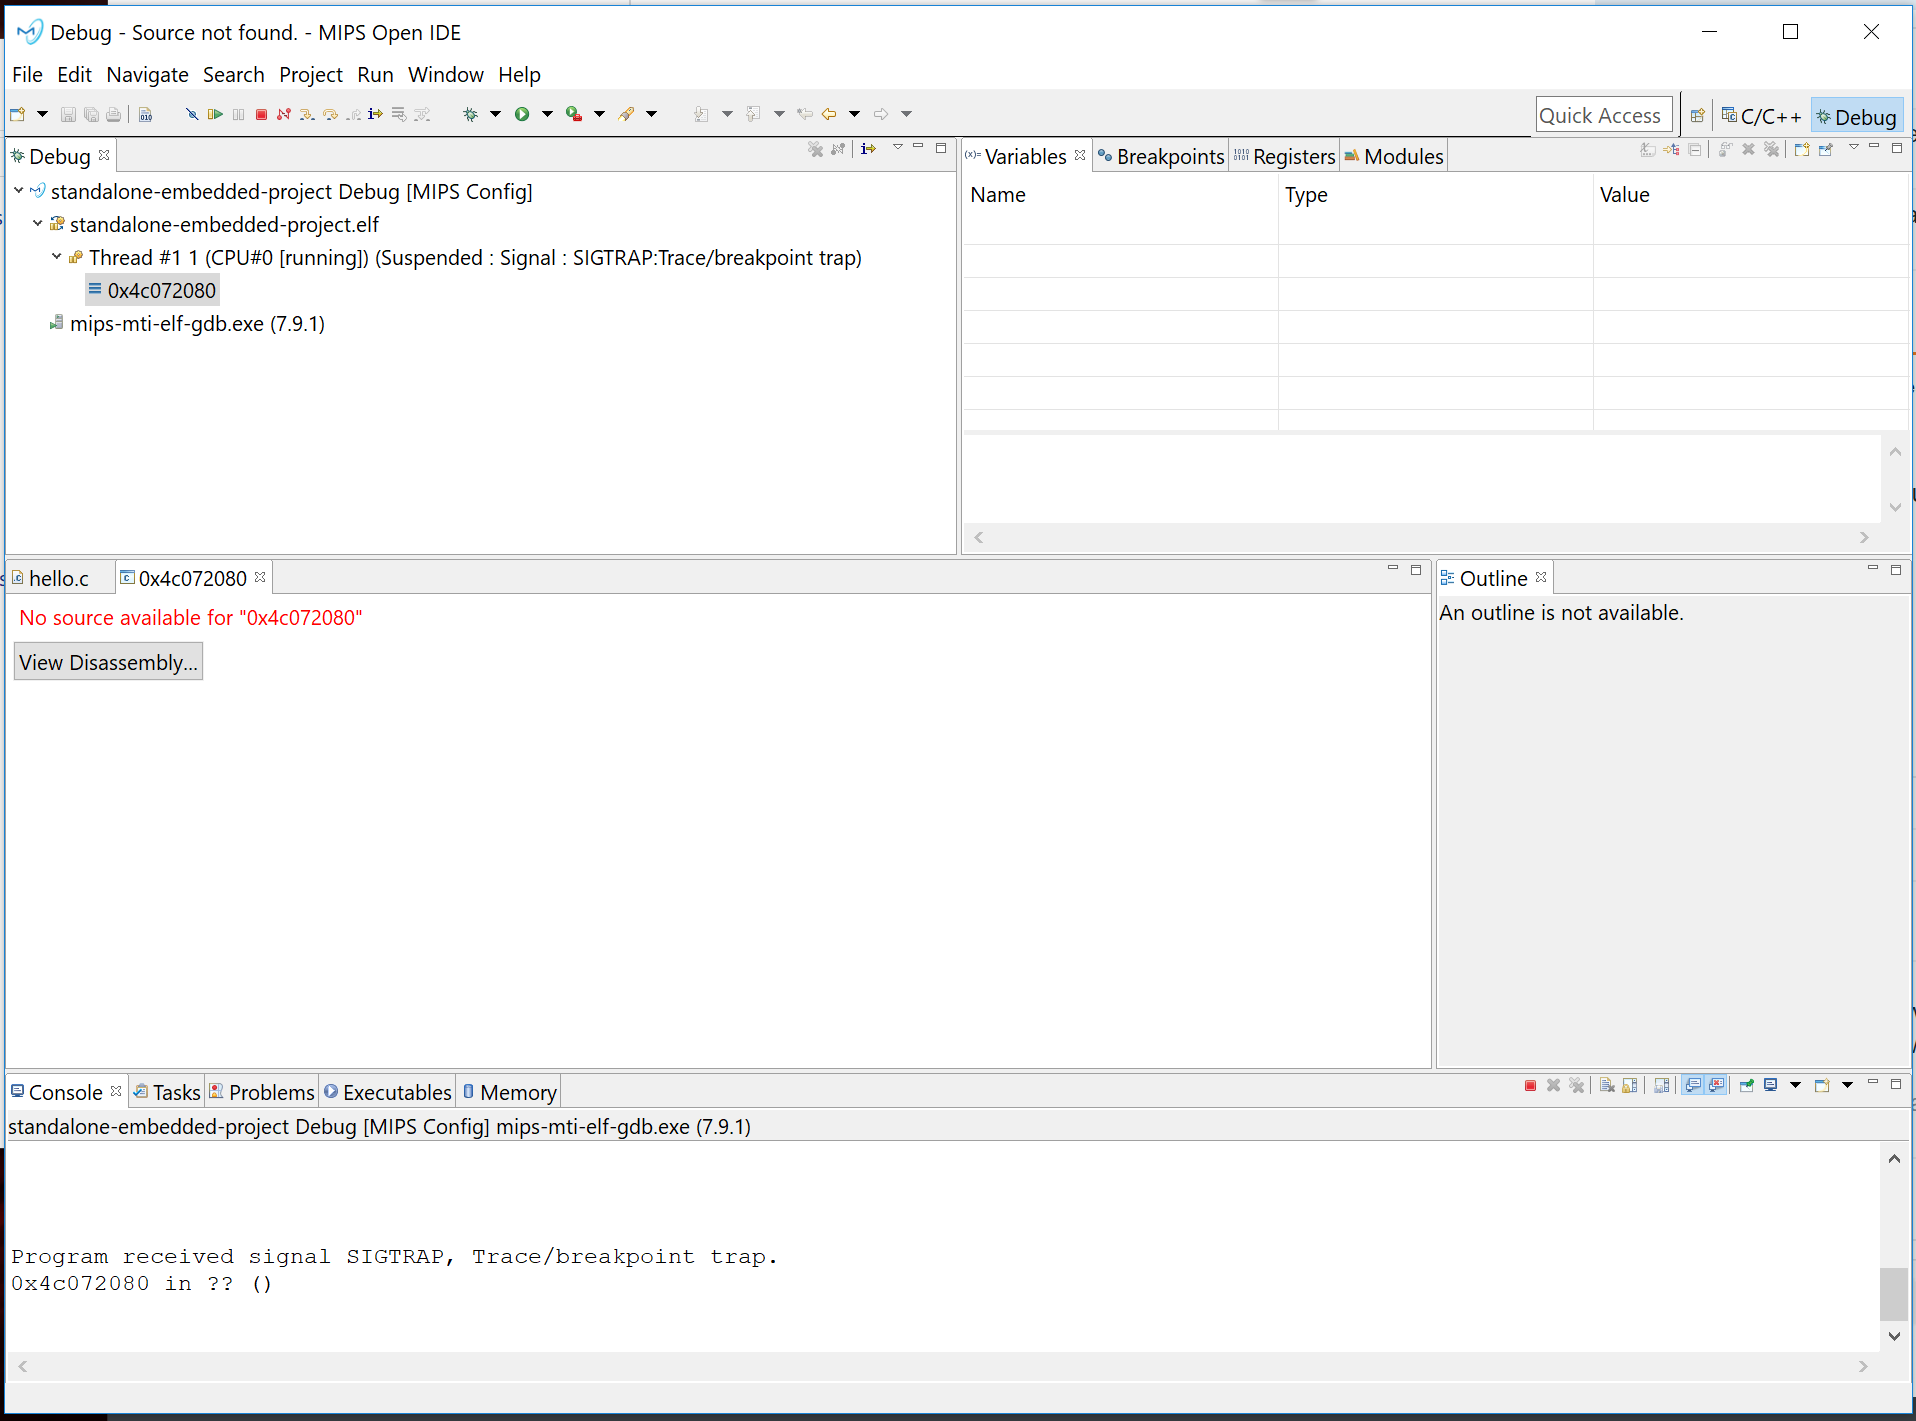 Debug - Source not found. - MIPS Open IDE
File Edit Navigate Search Project Run Window Help
Quick Access
C/C++
Debug
Debug
standalone-embedded-project Debug [MIPS Config]
standalone-embedded-project.elf
Thread #1 1 (CPU#0 [running]) (Suspended : Signal : SIGTRAP:Trace/breakpoint trap)
0x4c072080
mips-mti-elf-gdb.exe (7.9.1)
Variables Breakpoints Registers Modules
Name Type Value
hello.c 0x4c072080
No source available for "0x4c072080"
View Disassembly...
Outline
An outline is not available.
Console Tasks Problems Executables Memory
standalone-embedded-project Debug [MIPS Config] mips-mti-elf-gdb.exe (7.9.1)
Program received signal SIGTRAP, Trace/breakpoint trap.
0x4c072080 in ?? ()